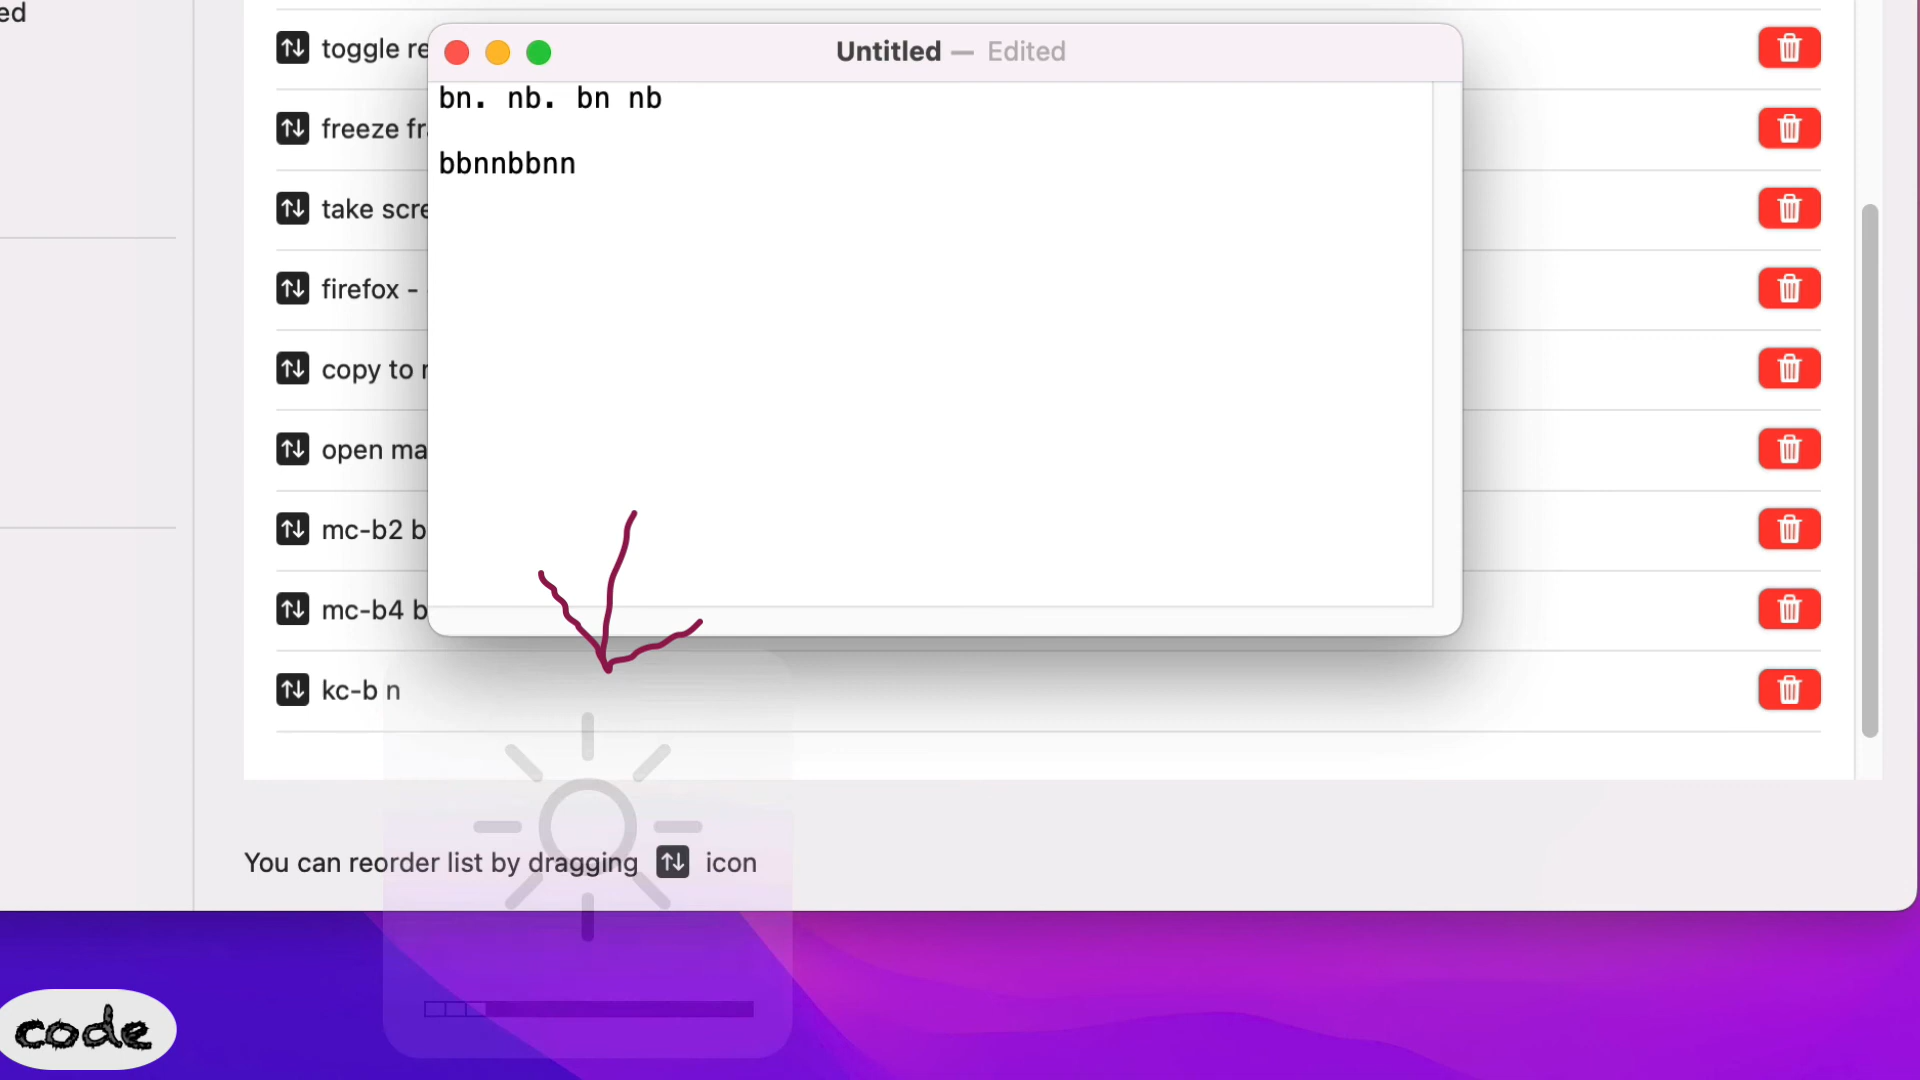 ed
Untitled — Edited
bn. nb. bn nb
bbnnbbnn
toggle re
freeze fr
take scre
firefox -
copy to
open ma
mc-b2 b
mc-b4 b
kc-b n
You can reorder list by dragging icon
code